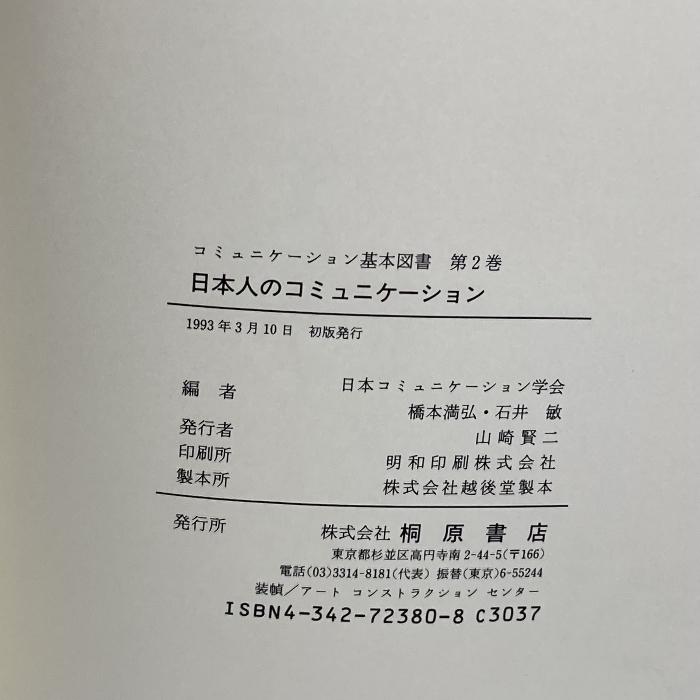 コミュニケーション基本図書　第2巻
日本人のコミュニケーション
1993年3月10日　初版発行
編　者　日本コミュニケーション学会
橋本満弘・石井　敏
発行者　山崎賢二
印刷所　明和印刷株式会社
製本所　株式会社越後堂製本
発行所　株式会社 桐原書店
東京都杉並区高円寺南2-44-5(〒166)
電話(03)3314-8181(代表) 振替(東京)6-55244
装幀／アート コンストラクション センター
ISBN4-342-72380-8 C3037